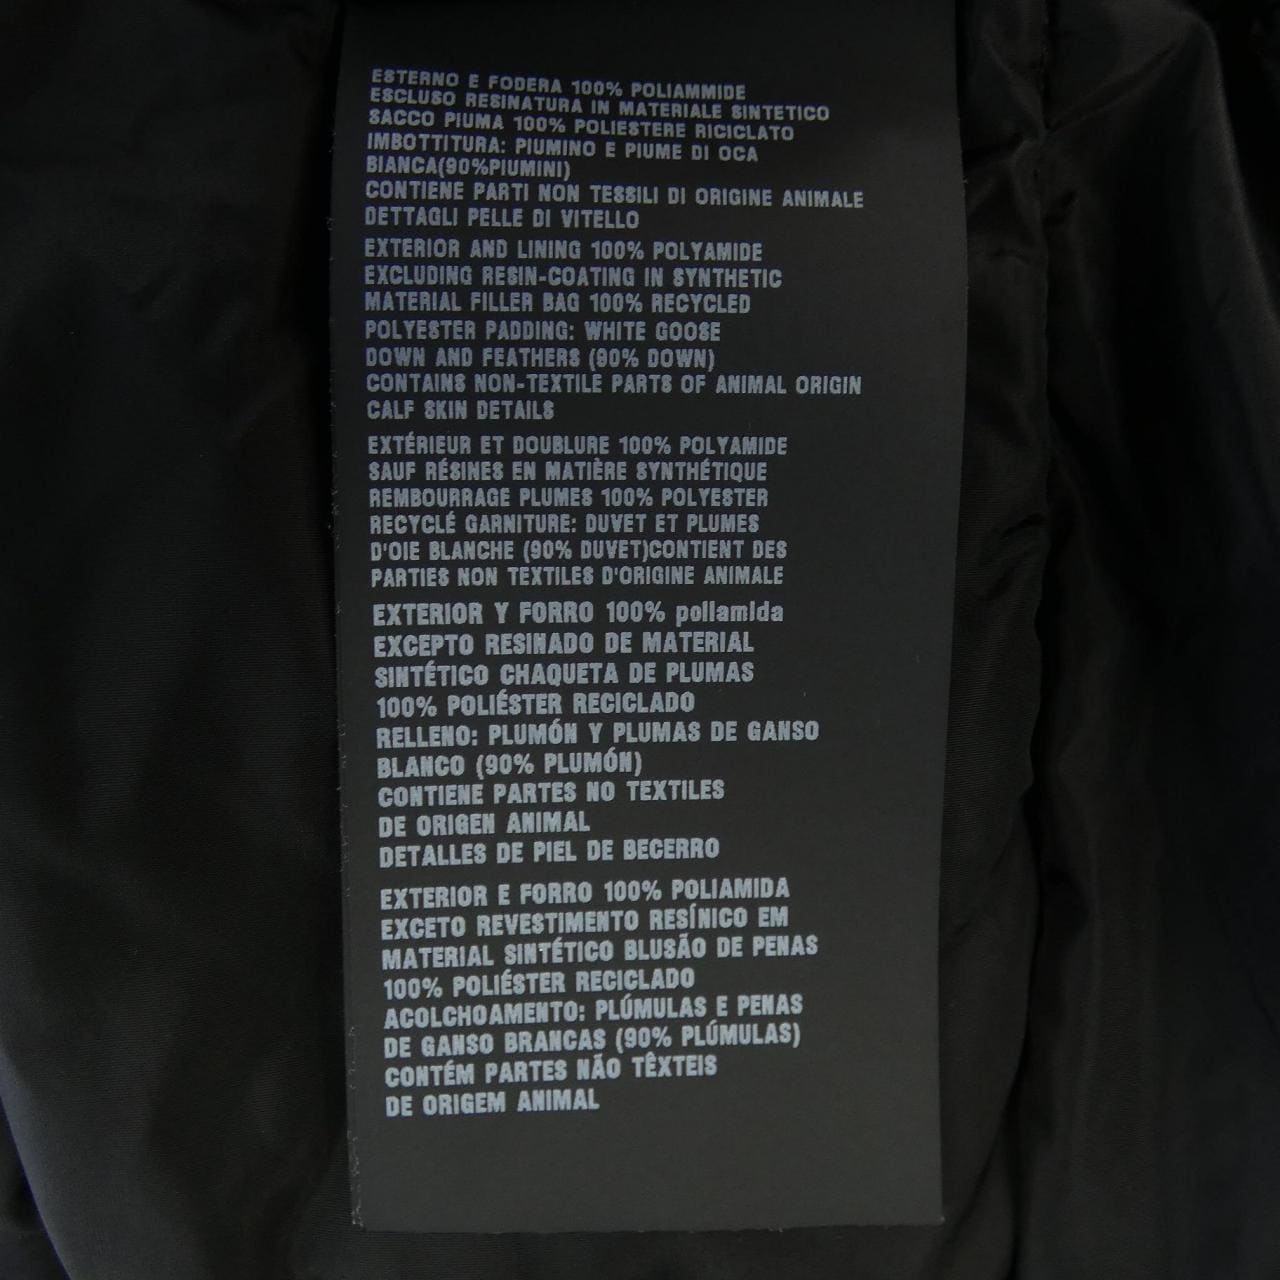 ESTERNO E FODERA 100% POLIAMMIDE
ESCLUSO RESINATURA IN MATERIALE SINTETICO
SACCO PIUMA 100% POLIESTERE RICICLATO
IMBOTTITURA: PIUMINO E PIUME DI OCA
BIANCA(90%PIUMINI)
CONTIENE PARTI NON TESSILI DI ORIGINE ANIMALE
DETTAGLI PELLE DI VITELLO
EXTERIOR AND LINING 100% POLYAMIDE
EXCLUDING RESIN-COATING IN SYNTHETIC
MATERIAL FILLER BAG 100% RECYCLED
POLYESTER PADDING: WHITE GOOSE
DOWN AND FEATHERS (90% DOWN)
CONTAINS NON-TEXTILE PARTS OF ANIMAL ORIGIN
CALF SKIN DETAILS
EXTÉRIEUR ET DOUBLURE 100% POLYAMIDE
SAUF RÉSINES EN MATIÈRE SYNTHÉTIQUE
REMBOURRAGE PLUMES 100% POLYESTER
RECYCLÉ GARNITURE: DUVET ET PLUMES
D'OIE BLANCHE (90% DUVET)CONTIENT DES
PARTIES NON TEXTILES D'ORIGINE ANIMALE
EXTERIOR Y FORRO 100% poliamida
EXCEPTO RESINADO DE MATERIAL
SINTÉTICO CHAQUETA DE PLUMAS
100% POLIÉSTER RECICLADO
RELLENO: PLUMÓN Y PLUMAS DE GANSO
BLANCO (90% PLUMÓN)
CONTIENE PARTES NO TEXTILES
DE ORIGEN ANIMAL
DETALLES DE PIEL DE BECERRO
EXTERIOR E FORRO 100% POLIAMIDA
EXCETO REVESTIMENTO RESÍNICO EM
MATERIAL SINTÉTICO BLUSÃO DE PENAS
100% POLIÉSTER RECICLADO
ACOLCHOAMENTO: PLÚMULAS E PENAS
DE GANSO BRANCAS (90% PLÚMULAS)
CONTÉM PARTES NÃO TÊXTEIS
DE ORIGEM ANIMAL